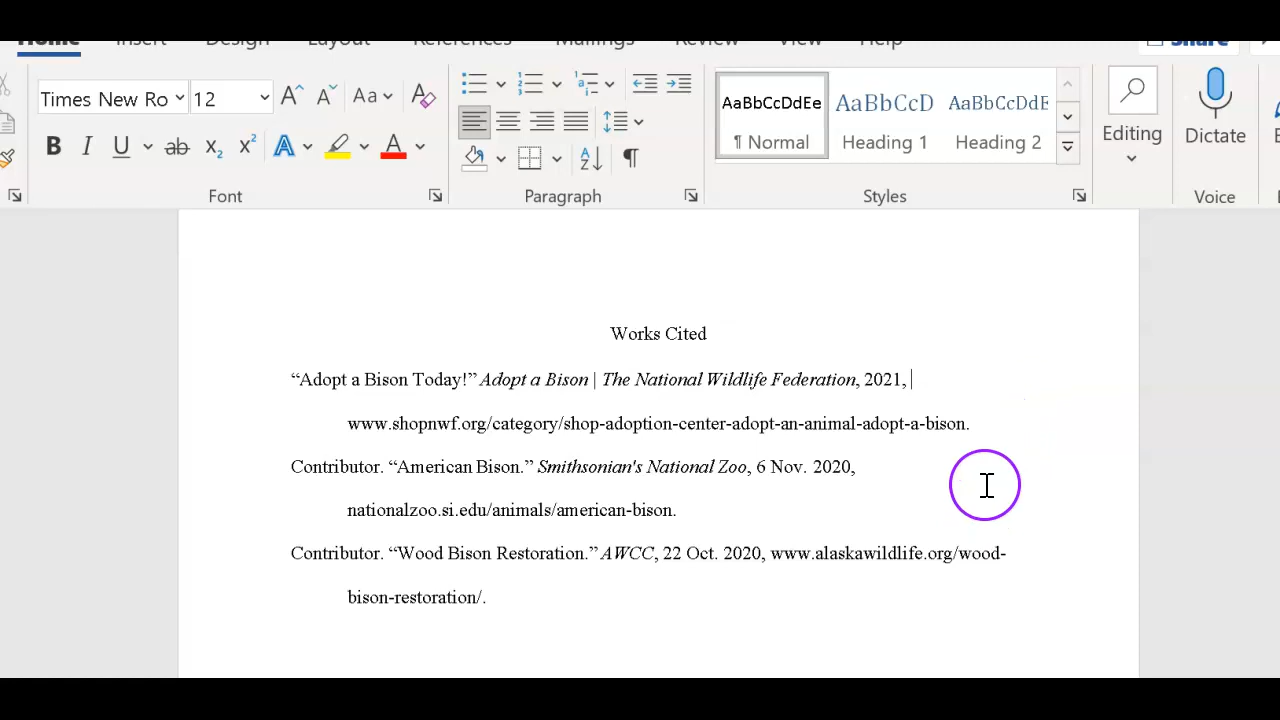 Home Insert Design Layout References Mailings Review View Help Share
Times New Ro 12 Aa
AaBbCcDdEe AaBbCcD AaBbCcDdE
¶ Normal Heading 1 Heading 2
Editing Dictate
Font Paragraph Styles Voice
Works Cited
“Adopt a Bison Today!” Adopt a Bison | The National Wildlife Federation, 2021,
www.shopnwf.org/category/shop-adoption-center-adopt-an-animal-adopt-a-bison.
Contributor. “American Bison.” Smithsonian's National Zoo, 6 Nov. 2020,
nationalzoo.si.edu/animals/american-bison.
Contributor. “Wood Bison Restoration.” AWCC, 22 Oct. 2020, www.alaskawildlife.org/wood-
bison-restoration/.